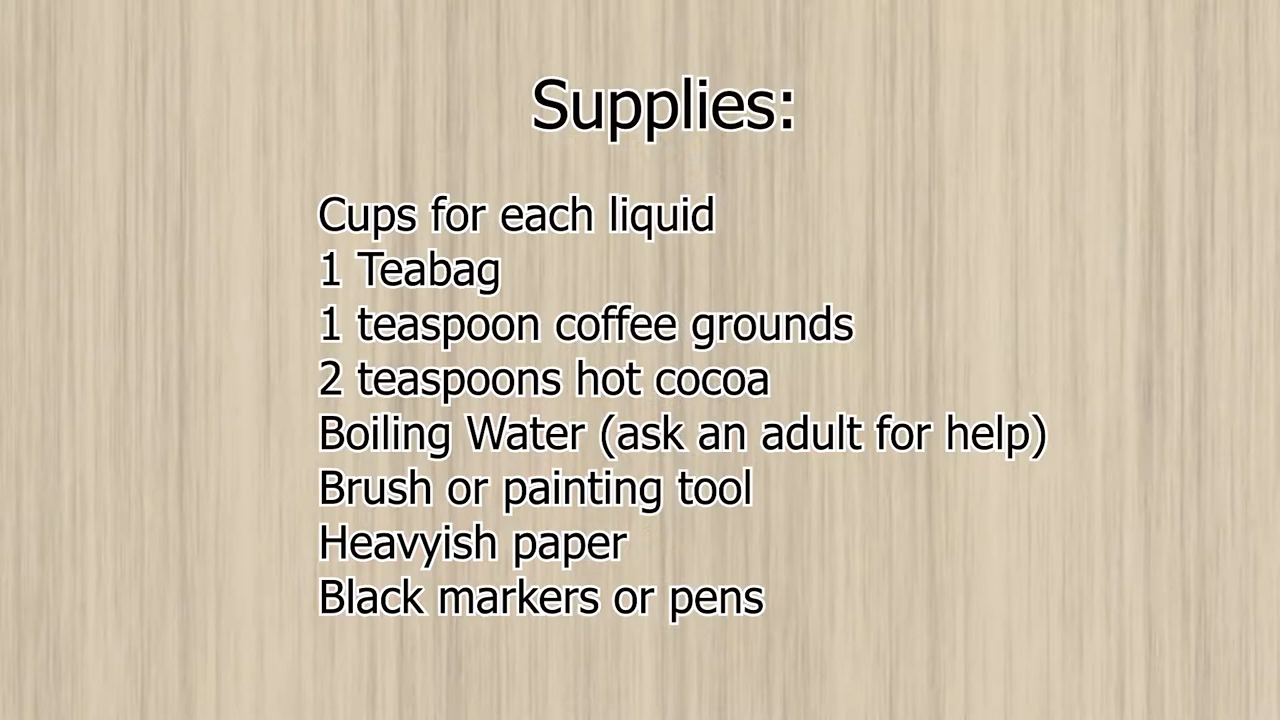 Supplies:
Cups for each liquid
1 Teabag
1 teaspoon coffee grounds
2 teaspoons hot cocoa
Boiling Water (ask an adult for help)
Brush or painting tool
Heavyish paper
Black markers or pens